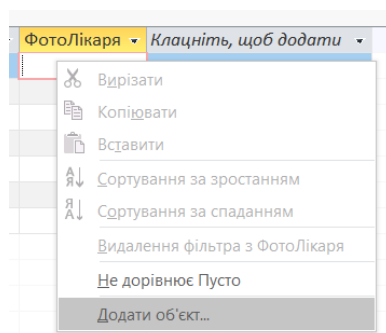 ФотоЛікаря Клацніть, щоб додати
Вирізати
Копіювати
Вставити
Сортування за зростанням
Сортування за спаданням
Видалення фільтра з ФотоЛікаря
Не дорівнює Пусто
Додати об'єкт...